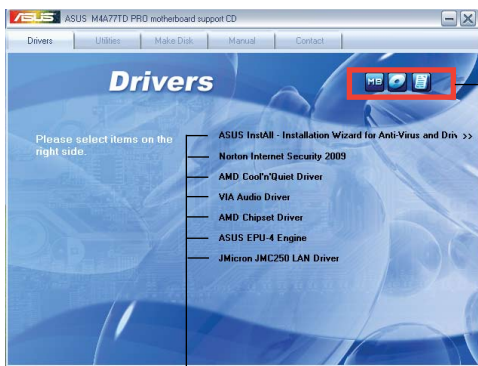 ASUS ASUS M4A77TD PRO motherboard support CD
Drivers Utilities Make Disk Manual Contact
Drivers
MB
Please select items on the
right side.
ASUS InstAll - Installation Wizard for Anti-Virus and Driv >>
Norton Internet Security 2009
AMD Cool'n'Quiet Driver
VIA Audio Driver
AMD Chipset Driver
ASUS EPU-4 Engine
JMicron JMC250 LAN Driver